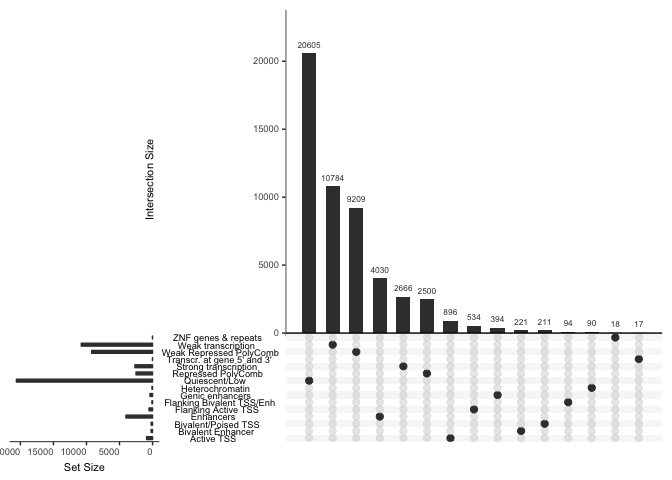 20605
20000
15000
Intersection Size
10784
10000
9209
5000
4030
2666
2500
896
534
394
221
211
94
90
18
17
0
ZNF genes & repeats
Weak transcription
Weak Repressed PolyComb
Transcr. at gene 5' and 3'
Strong transcription
Repressed PolyComb
Quiescent/Low
Heterochromatin
Genic enhancers
Flanking Bivalent TSS/Enh
Flanking Active TSS
Enhancers
Bivalent/Poised TSS
Bivalent Enhancer
Active TSS
0000 15000 10000 5000 0
Set Size